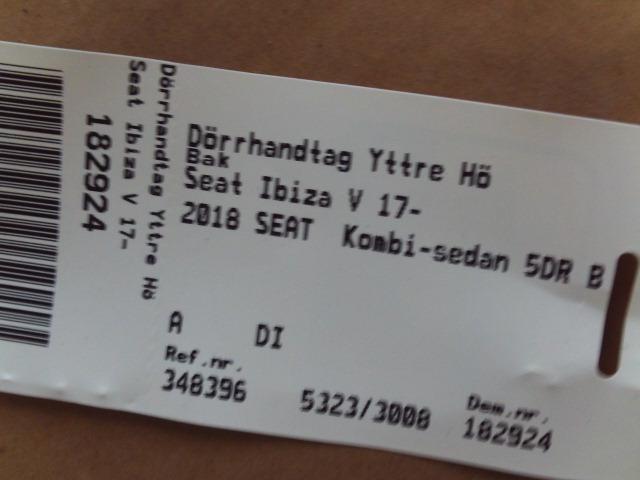 Dörrhandtag Yttre Hö
Seat Ibiza V 17-
182924
Dörrhandtag Yttre Hö
Bak
Seat Ibiza V 17-
2018 SEAT Kombi-sedan 5DR B
A DI
Ref.nr.
348396
5323/3008
Dem.nr.
182924